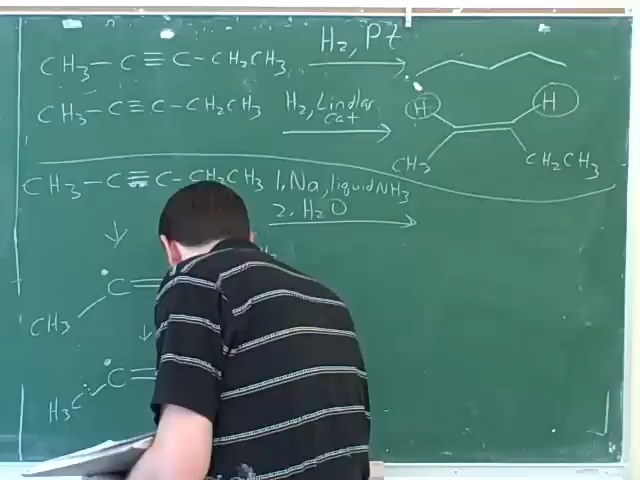 CH₃—C≡C-CH₂CH₃ H₂, Pt
CH₃—C≡C-CH₂CH₃ H₂, Lindlar cat
H H
CH₃ CH₂CH₃
CH₃—C≡C-CH₂CH₃ 1. Na, liquid NH₃
2. H₂O
C=
CH₃
C=
H₃C